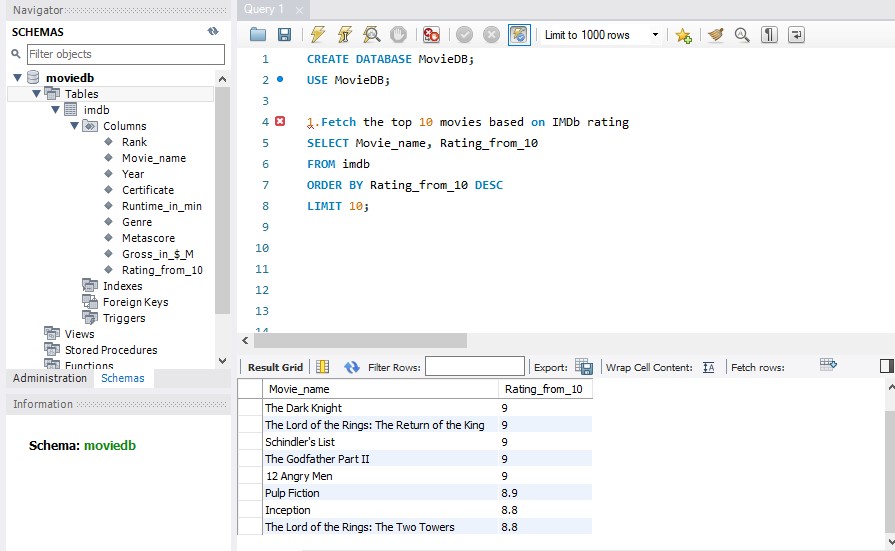 Navigator
SCHEMAS
Filter objects
moviedb
Tables
imdb
Columns
Rank
Movie_name
Year
Certificate
Runtime_in_min
Genre
Metascore
Gross_in_$_M
Rating_from_10
Indexes
Foreign Keys
Triggers
Views
Stored Procedures
Functions
Administration Schemas
Information
Schema: moviedb
Query 1
Limit to 1000 rows
1 CREATE DATABASE MovieDB;
2 USE MovieDB;
3
4 1.Fetch the top 10 movies based on IMDb rating
5 SELECT Movie_name, Rating_from_10
6 FROM imdb
7 ORDER BY Rating_from_10 DESC
8 LIMIT 10;
9
10
11
12
13
14
Result Grid Filter Rows: Export: Wrap Cell Content: IA Fetch rows:
Movie_name Rating_from_10
The Dark Knight 9
The Lord of the Rings: The Return of the King 9
Schindler's List 9
The Godfather Part II 9
12 Angry Men 9
Pulp Fiction 8.9
Inception 8.8
The Lord of the Rings: The Two Towers 8.8